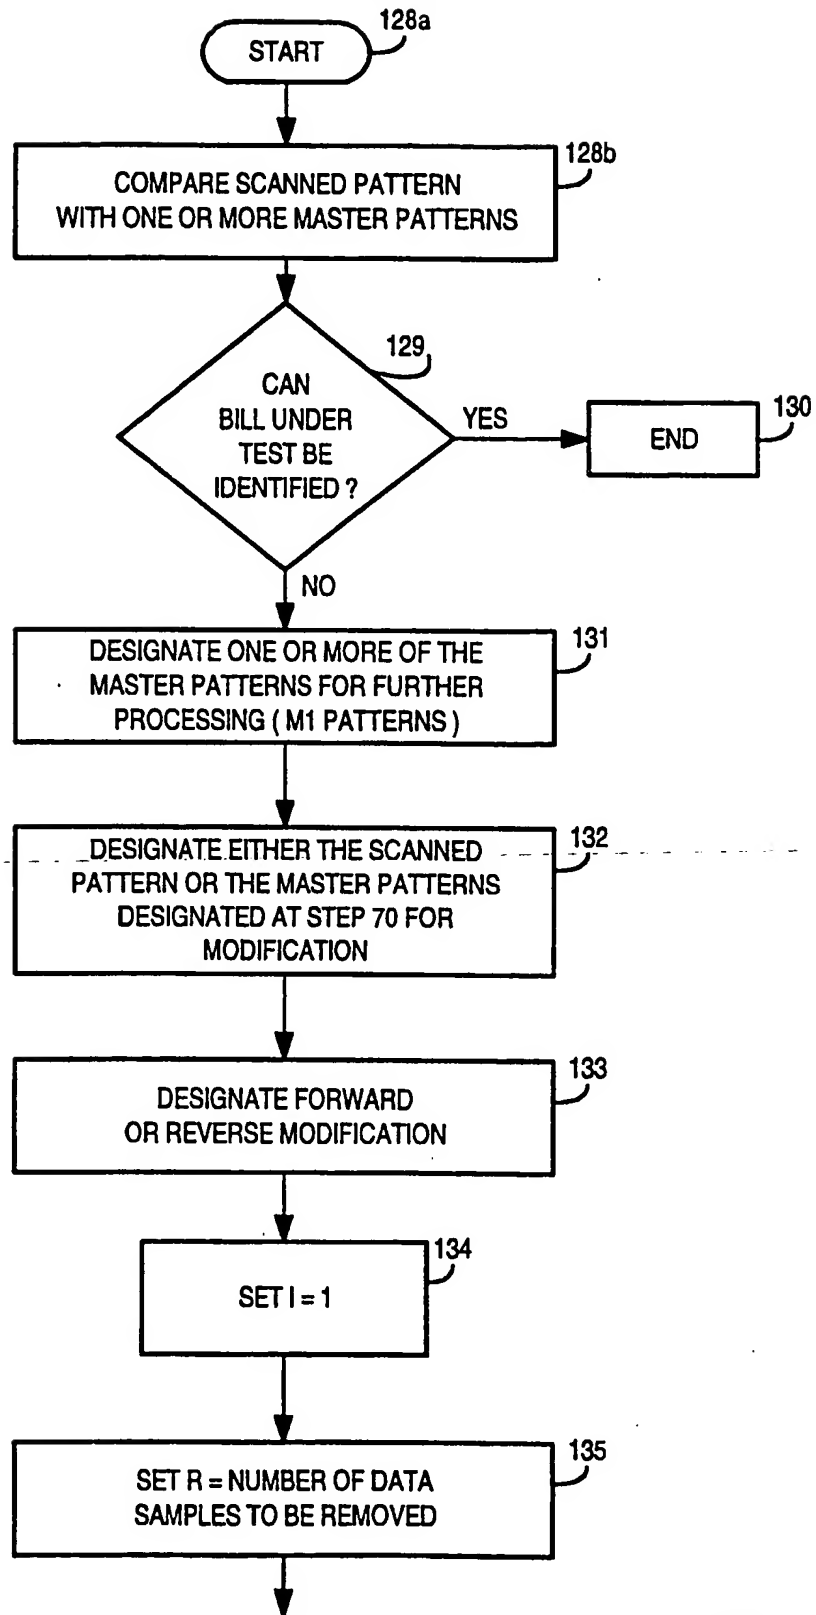 START
128a
COMPARE SCANNED PATTERN
WITH ONE OR MORE MASTER PATTERNS
128b
CAN
BILL UNDER
TEST BE
IDENTIFIED ?
129
YES
END
130
NO
DESIGNATE ONE OR MORE OF THE
MASTER PATTERNS FOR FURTHER
PROCESSING ( M1 PATTERNS )
131
DESIGNATE EITHER THE SCANNED
PATTERN OR THE MASTER PATTERNS
DESIGNATED AT STEP 70 FOR
MODIFICATION
132
DESIGNATE FORWARD
OR REVERSE MODIFICATION
133
SET I = 1
134
SET R = NUMBER OF DATA
SAMPLES TO BE REMOVED
135